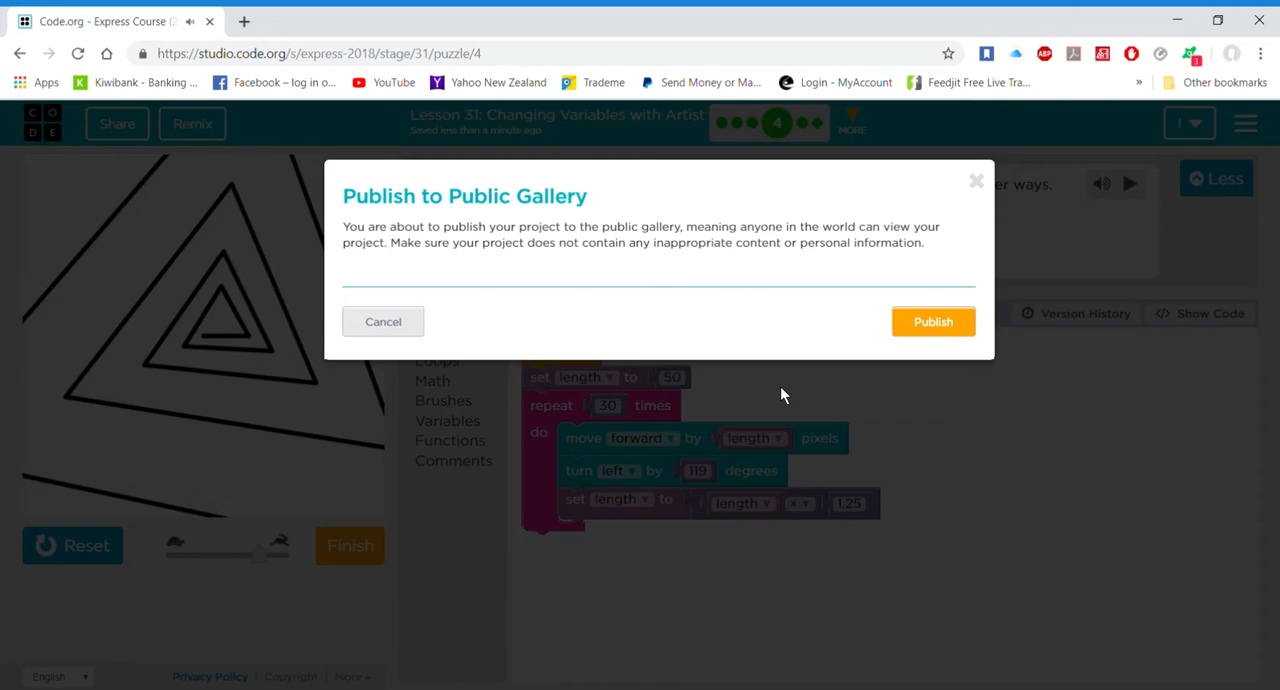 Code.org - Express Course (2
https://studio.code.org/s/express-2018/stage/31/puzzle/4
ABP
3
Apps
Kiwibank - Banking ...
Facebook – log in o...
YouTube
Yahoo New Zealand
Trademe
Send Money or Ma...
Login - MyAccount
Feedjit Free Live Tra...
»
Other bookmarks
C O
D E
Share
Remix
Lesson 31: Changing Variables with Artist
Saved less than a minute ago
4
MORE
I
Publish to Public Gallery
You are about to publish your project to the public gallery, meaning anyone in the world can view your
project. Make sure your project does not contain any inappropriate content or personal information.
Cancel
Publish
er ways.
Less
Version History
</> Show Code
Loops
Math
Brushes
Variables
Functions
Comments
set length to 50
repeat 30 times
do
move forward by length pixels
turn left by 119 degrees
set length to length × 1.25
Reset
Finish
English
Privacy Policy
Copyright
More